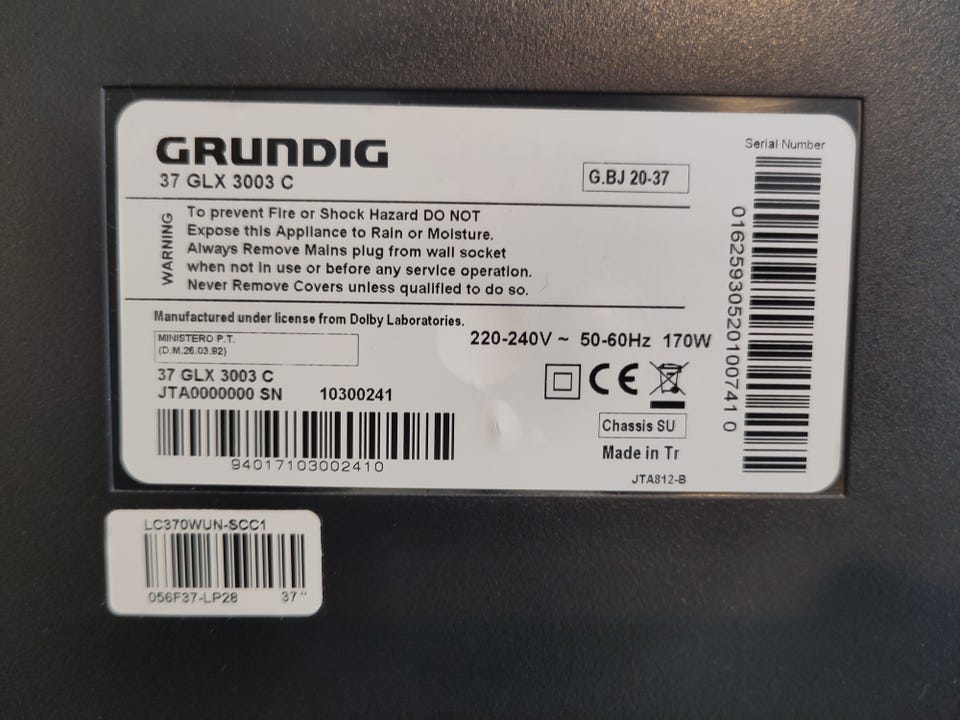 GRUNDIG
37 GLX 3003 C
G.BJ 20-37
Serial Number
0162593052010074 10
WARNING
To prevent Fire or Shock Hazard DO NOT
Expose this Appliance to Rain or Moisture.
Always Remove Mains plug from wall socket
when not in use or before any service operation.
Never Remove Covers unless qualified to do so.
Manufactured under license from Dolby Laboratories.
MINISTERO P.T.
(D.M.26.03.92)
220-240V ~ 50-60Hz 170W
37 GLX 3003 C
JTA0000000 SN 10300241
CE
94017103002410
Chassis SU
Made in Tr
JTA812-B
LC370WUN-SCC1
056F37-LP28 37"